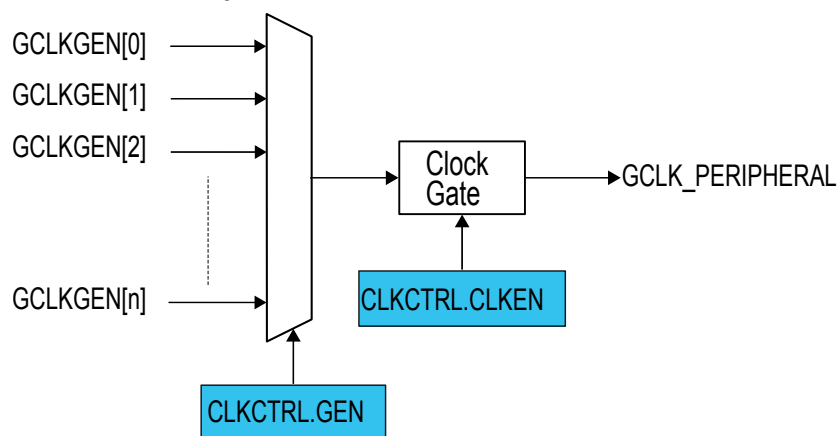 GCLKGEN[0]
GCLKGEN[1]
GCLKGEN[2]
Clock
Gate
GCLK_PERIPHERAL
GCLKGEN[n]
CLKCTRL.CLKEN
CLKCTRL.GEN